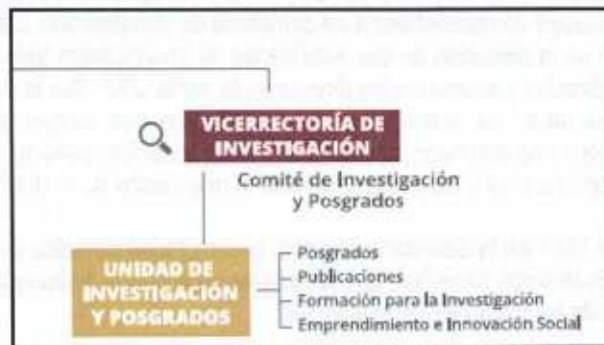 VICERRECTORÍA DE
INVESTIGACIÓN
Comité de Investigación
y Posgrados
UNIDAD DE
INVESTIGACIÓN
Y POSGRADOS
Posgrados
Publicaciones
Formación para la Investigación
Emprendimiento e Innovación Social